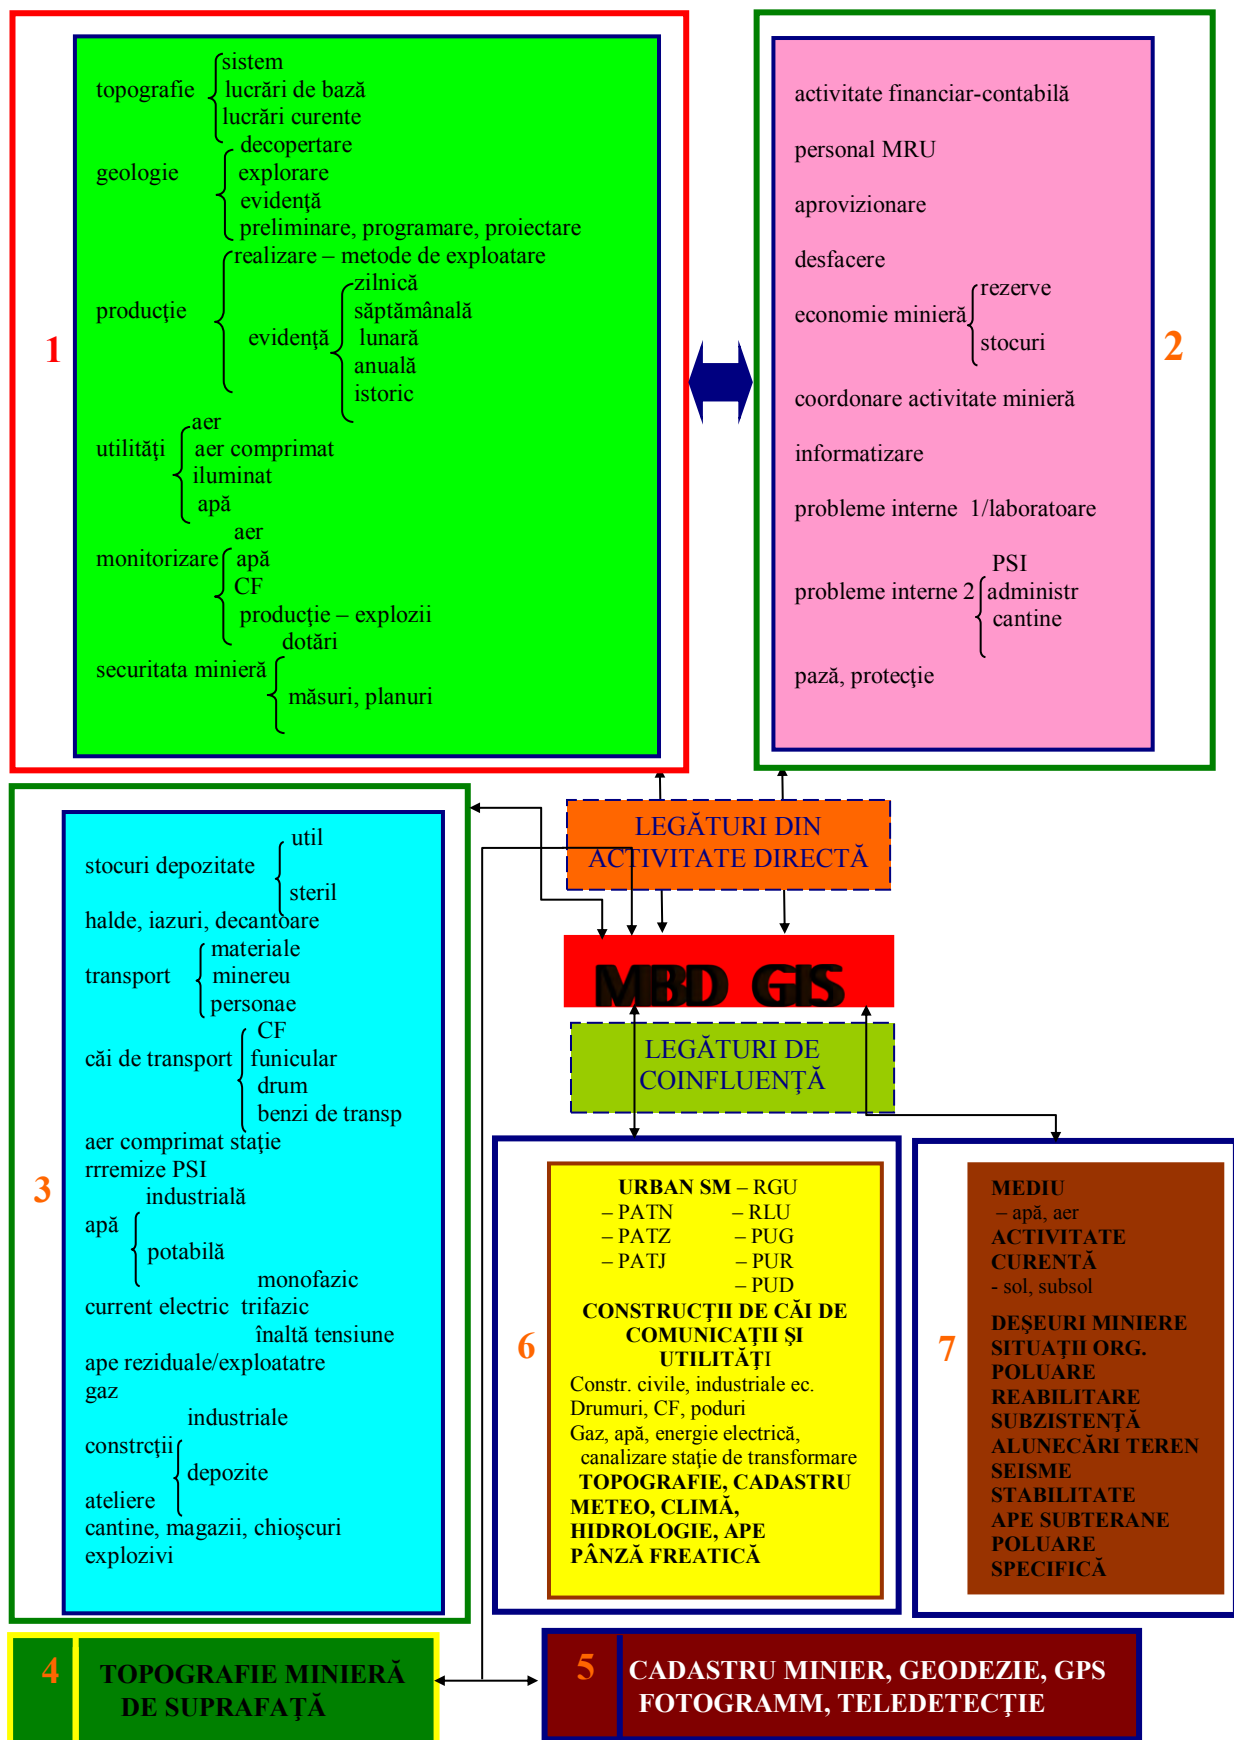 1
topografie
sistem
lucrări de bază
lucrări curente
geologie
decopertare
explorare
evidenţă
preliminare, programare, proiectare
producţie
realizare – metode de exploatare
evidenţă
zilnică
săptămânală
lunară
anuală
istoric
utilităţi
aer
aer comprimat
iluminat
apă
monitorizare
aer
apă
CF
producţie – explozii
securitata minieră
dotări
măsuri, planuri
2
activitate financiar-contabilă
personal MRU
aprovizionare
desfacere
economie minieră
rezerve
stocuri
coordonare activitate minieră
informatizare
probleme interne 1/laboratoare
probleme interne 2
PSI
administr
cantine
pază, protecţie
LEGĂTURI DIN
ACTIVITATE DIRECTĂ
MBD GIS
LEGĂTURI DE
COINFLUENŢĂ
3
stocuri depozitate
util
steril
halde, iazuri, decantoare
transport
materiale
minereu
personae
căi de transport
CF
funicular
drum
benzi de transp
aer comprimat staţie
rrremize PSI
apă
industrială
potabilă
current electric
monofazic
trifazic
înaltă tensiune
ape reziduale/exploatatre
gaz
constrcţii
industriale
depozite
ateliere
cantine, magazii, chioşcuri
explozivi
6
URBAN SM – RGU
– PATN – RLU
– PATZ – PUG
– PATJ – PUR
– PUD
CONSTRUCŢII DE CĂI DE
COMUNICAŢII ŞI
UTILITĂŢI
Constr. civile, industriale ec.
Drumuri, CF, poduri
Gaz, apă, energie electrică,
canalizare staţie de transformare
TOPOGRAFIE, CADASTRU
METEO, CLIMĂ,
HIDROLOGIE, APE
PÂNZĂ FREATICĂ
7
MEDIU
– apă, aer
ACTIVITATE
CURENTĂ
- sol, subsol
DEŞEURI MINIERE
SITUAŢII ORG.
POLUARE
REABILITARE
SUBZISTENŢĂ
ALUNECĂRI TEREN
SEISME
STABILITATE
APE SUBTERANE
POLUARE
SPECIFICĂ
4
TOPOGRAFIE MINIERĂ
DE SUPRAFAŢĂ
5
CADASTRU MINIER, GEODEZIE, GPS
FOTOGRAMM, TELEDETECŢIE